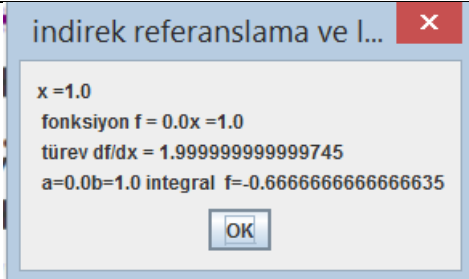 indirek referanslama ve l...
x =1.0
fonksiyon f = 0.0x =1.0
türev df/dx = 1.999999999999745
a=0.0b=1.0 integral f=-0.6666666666666635
OK